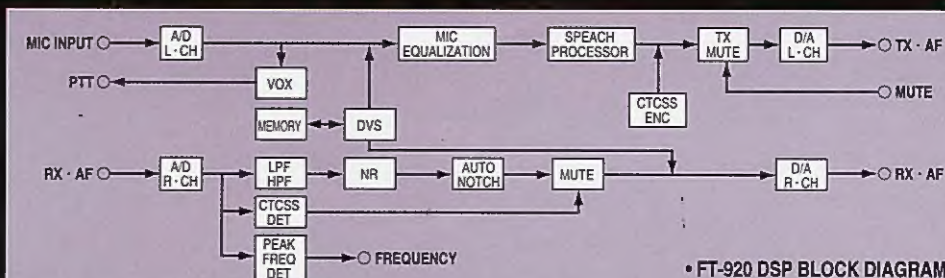 MIC INPUT
A/D
L·CH
MIC
EQUALIZATION
SPEACH
PROCESSOR
TX
MUTE
D/A
L·CH
TX·AF
PTT
VOX
MUTE
MEMORY
DVS
CTCSS
ENC
RX·AF
A/D
R·CH
LPF
HPF
NR
AUTO
NOTCH
MUTE
D/A
R·CH
RX·AF
CTCSS
DET
PEAK
FREQ
DET
FREQUENCY
• FT-920 DSP BLOCK DIAGRAM